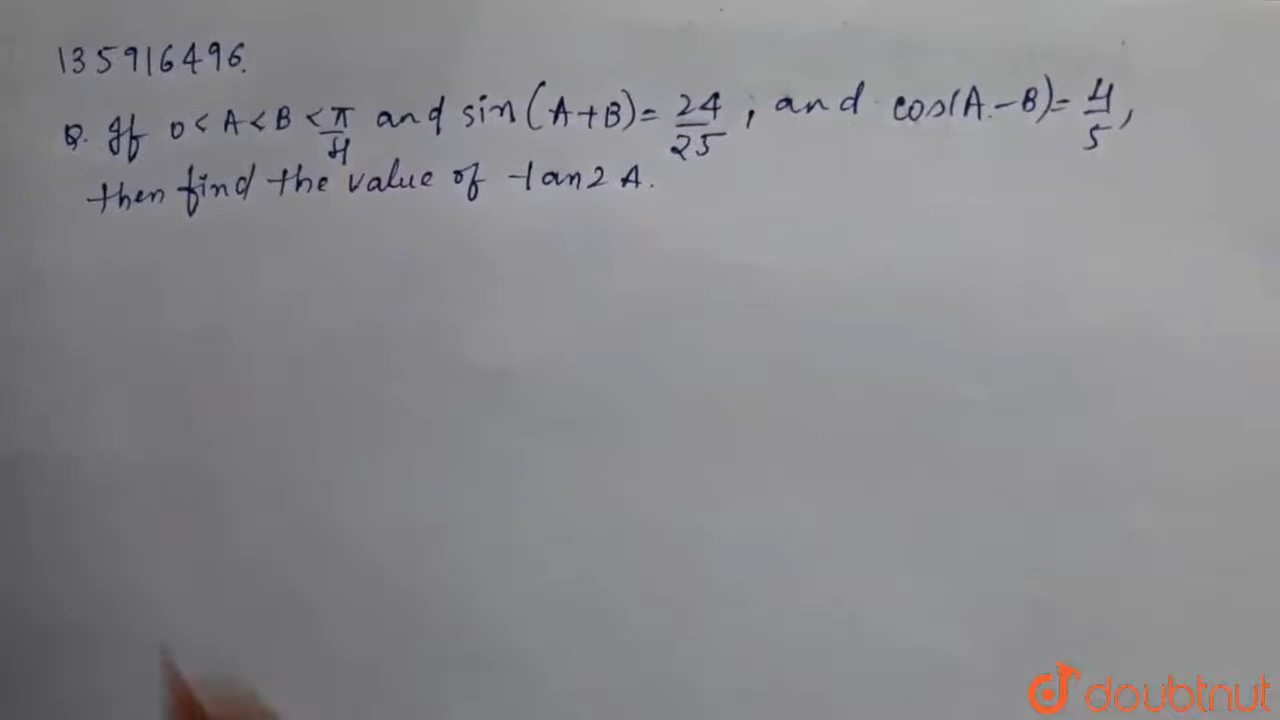 135916496.
Q. If 0 < A < B < π/4 and sin(A+B) = 24/25, and cos(A-B) = 4/5,
then find the value of tan2A.
doubtnut